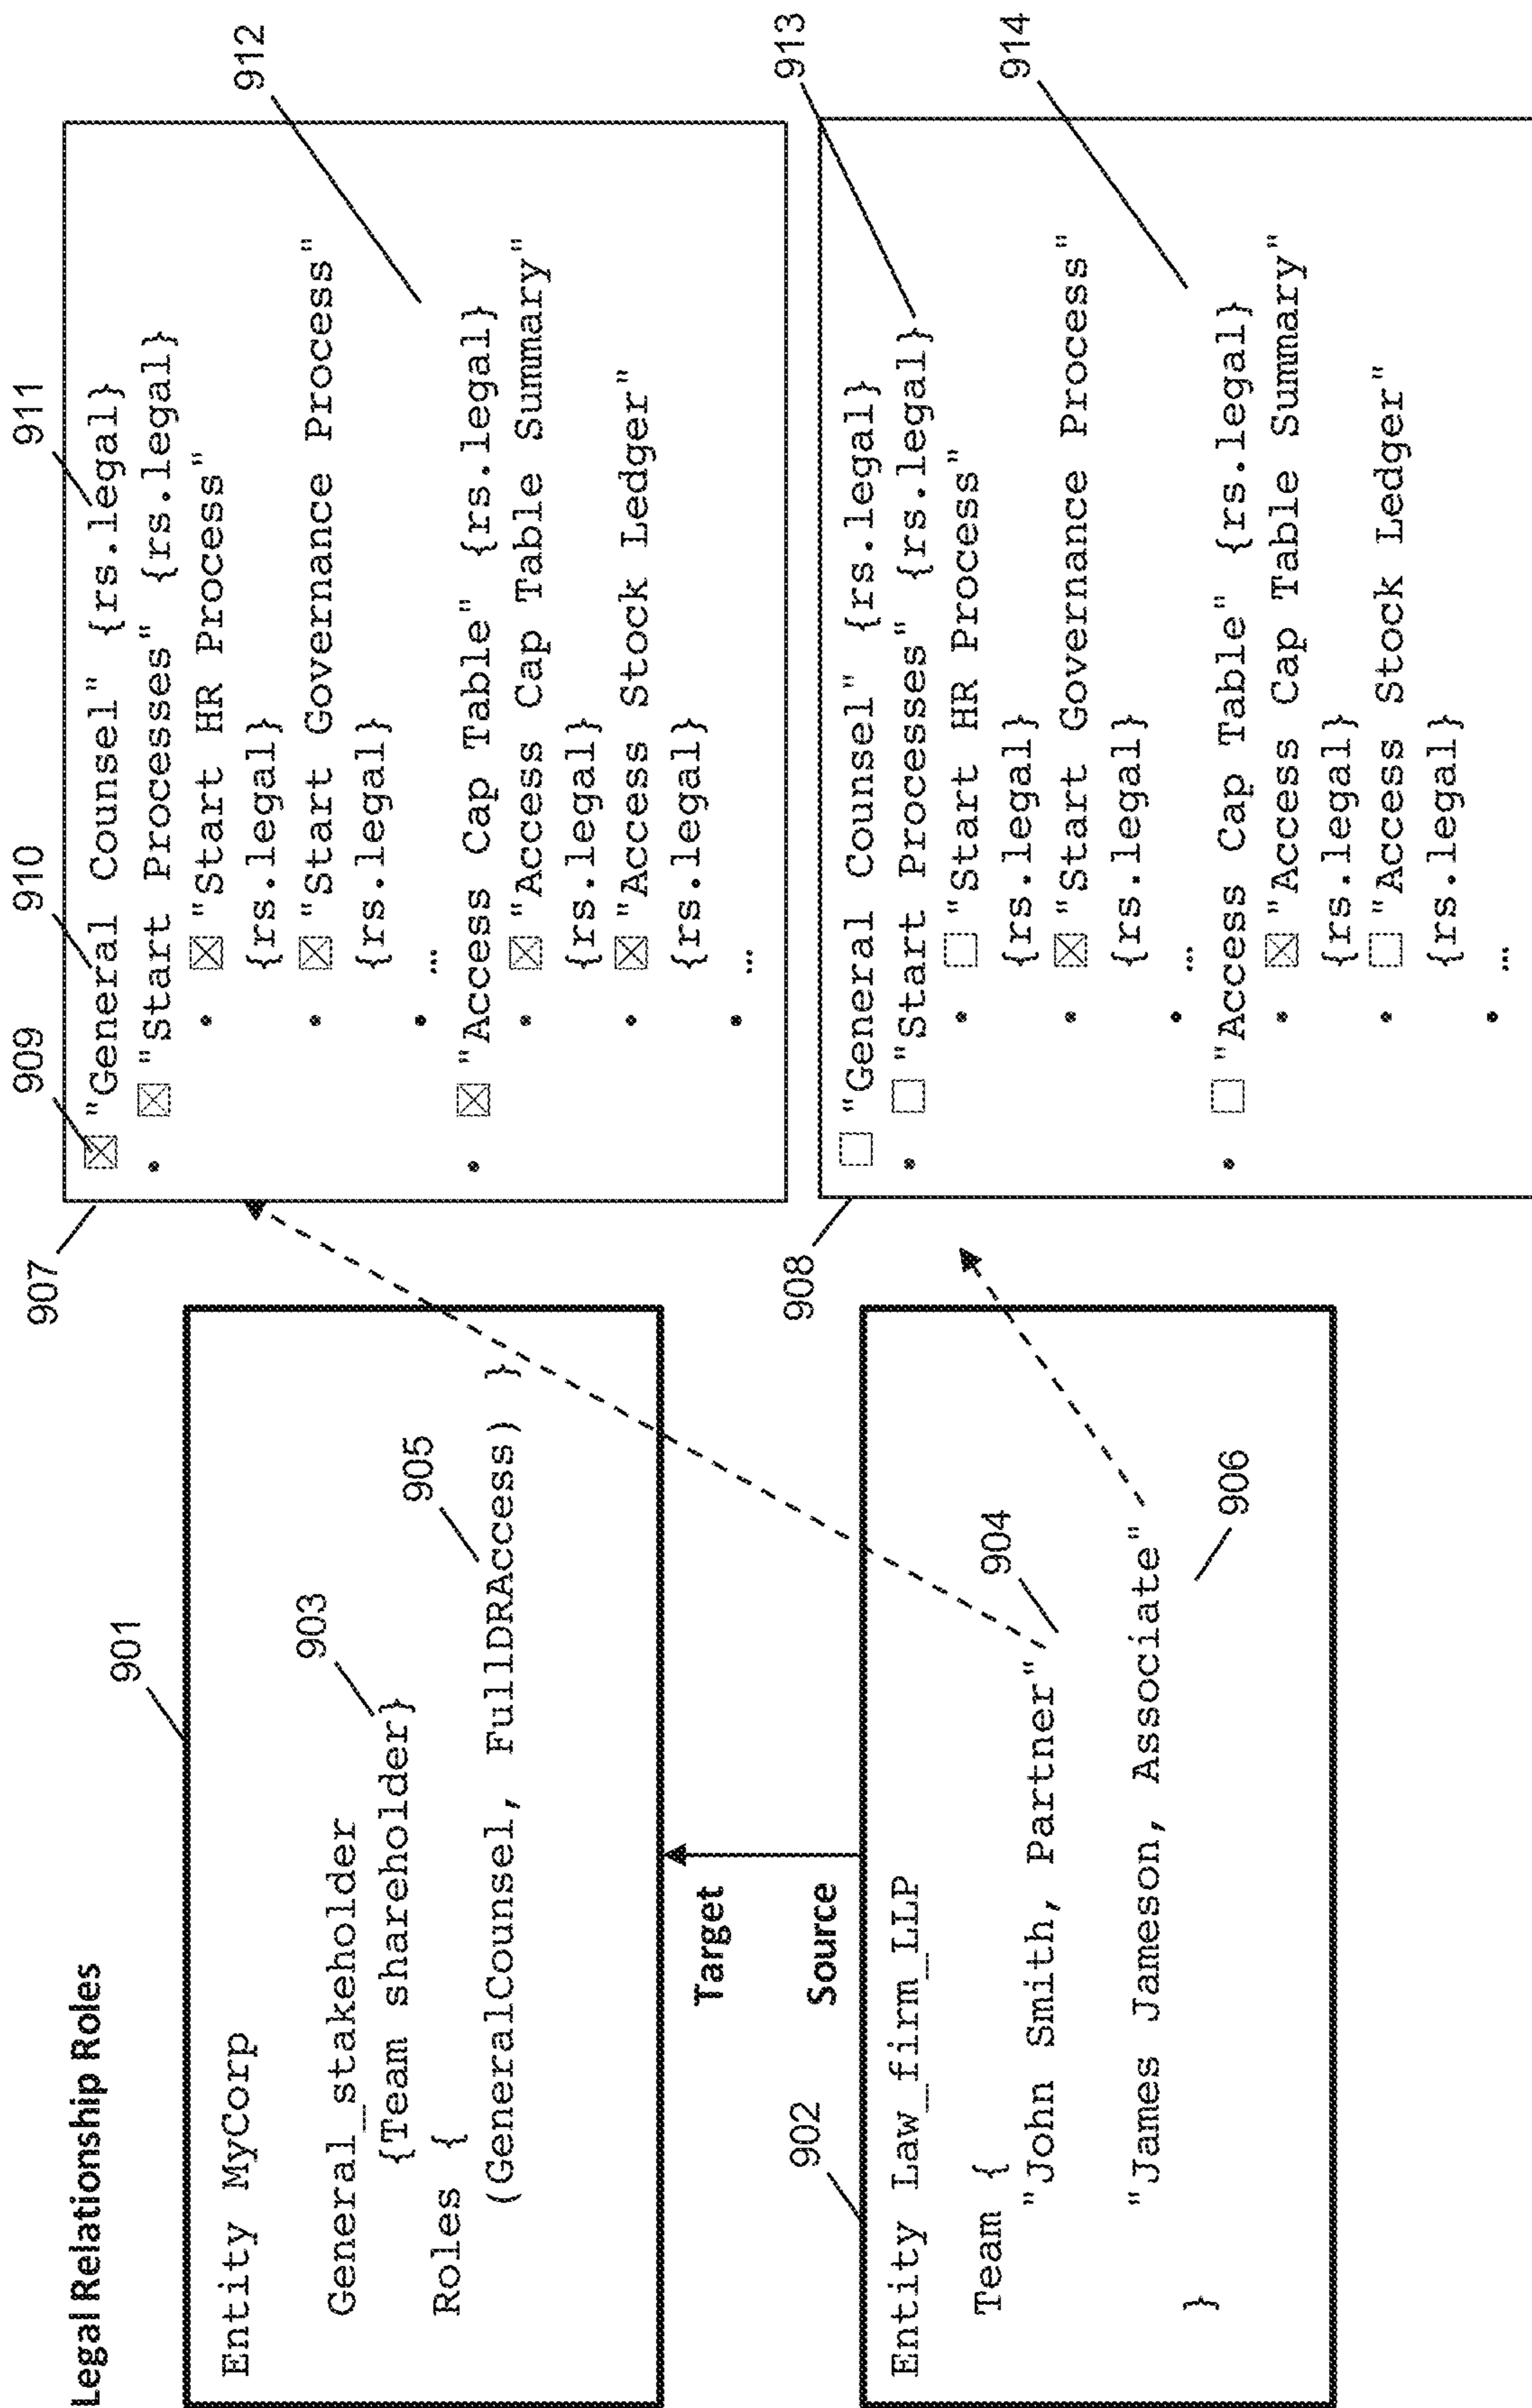 Legal Relationship Roles
901
Entity MyCorp
903
General_stakeholder
{Team shareholder}
905
Roles {
(GeneralCounsel, FullDRAccess) }
Target
Source
902
Entity Law_firm_LLP
904
Team {
"John Smith, Partner"
"James Jameson, Associate"
906
}
907
909
910
911
☒ "General Counsel" {rs.legal}
• ☒ "Start Processes" {rs.legal}
• ☒ "Start HR Process"
{rs.legal}
• ☒ "Start Governance Process"
{rs.legal}
• ...
912
• ☒ "Access Cap Table" {rs.legal}
• ☒ "Access Cap Table Summary"
{rs.legal}
• ☒ "Access Stock Ledger"
{rs.legal}
• ...
908
913
☐ "General Counsel" {rs.legal}
• ☐ "Start Processes" {rs.legal}
• ☐ "Start HR Process"
{rs.legal}
• ☒ "Start Governance Process"
{rs.legal}
• ...
914
• ☐ "Access Cap Table" {rs.legal}
• ☒ "Access Cap Table Summary"
{rs.legal}
• ☐ "Access Stock Ledger"
{rs.legal}
• ...